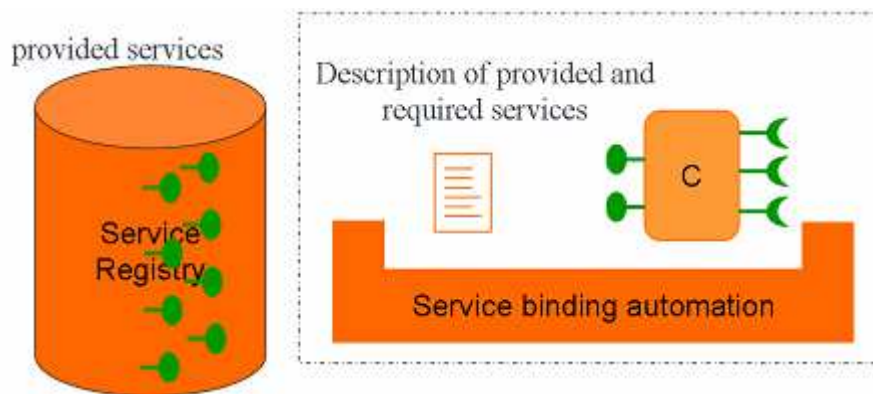 provided services
Service
Registry
Description of provided and
required services
C
Service binding automation